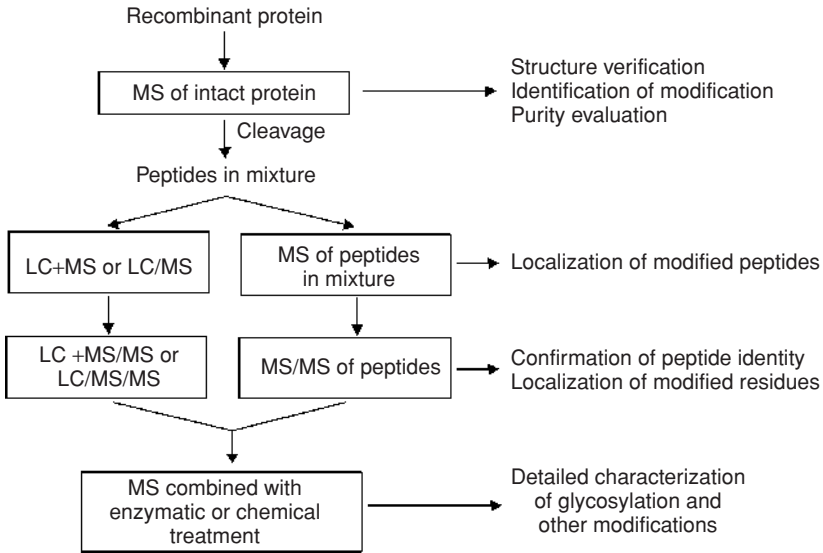 Recombinant protein
MS of intact protein
Structure verification
Identification of modification
Purity evaluation
Cleavage
Peptides in mixture
LC+MS or LC/MS
MS of peptides
in mixture
Localization of modified peptides
LC +MS/MS or
LC/MS/MS
MS/MS of peptides
Confirmation of peptide identity
Localization of modified residues
MS combined with
enzymatic or chemical
treatment
Detailed characterization
of glycosylation and
other modifications